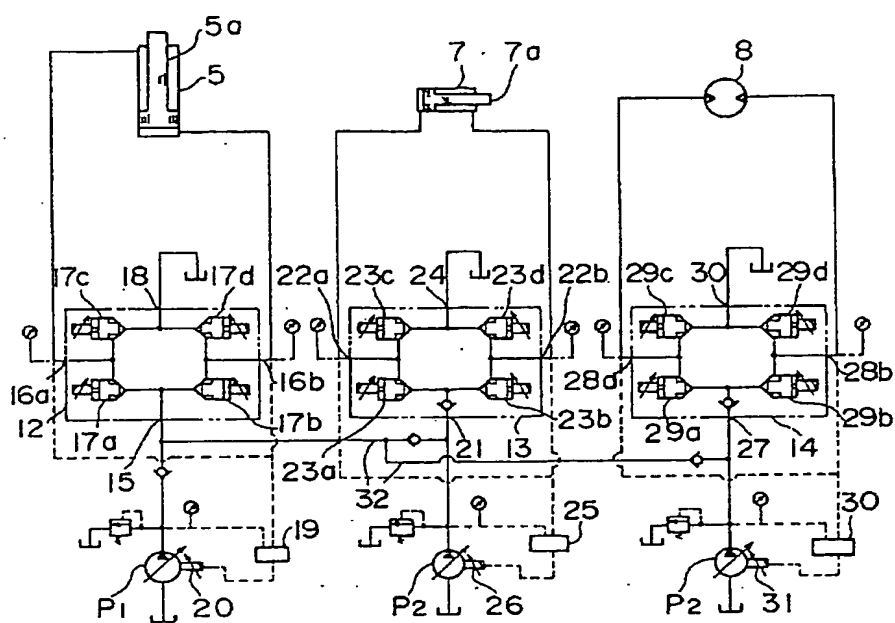 5a
5
7
7a
8
17c 18 17d 22a 23c 24 23d 22b 29c 30 29d
16a 16b 28a 28b
12 17a 17b 23b 29a 29b
15 23a 32 21 13 27 14
19 25 30
P1 20 P2 26 P2 31